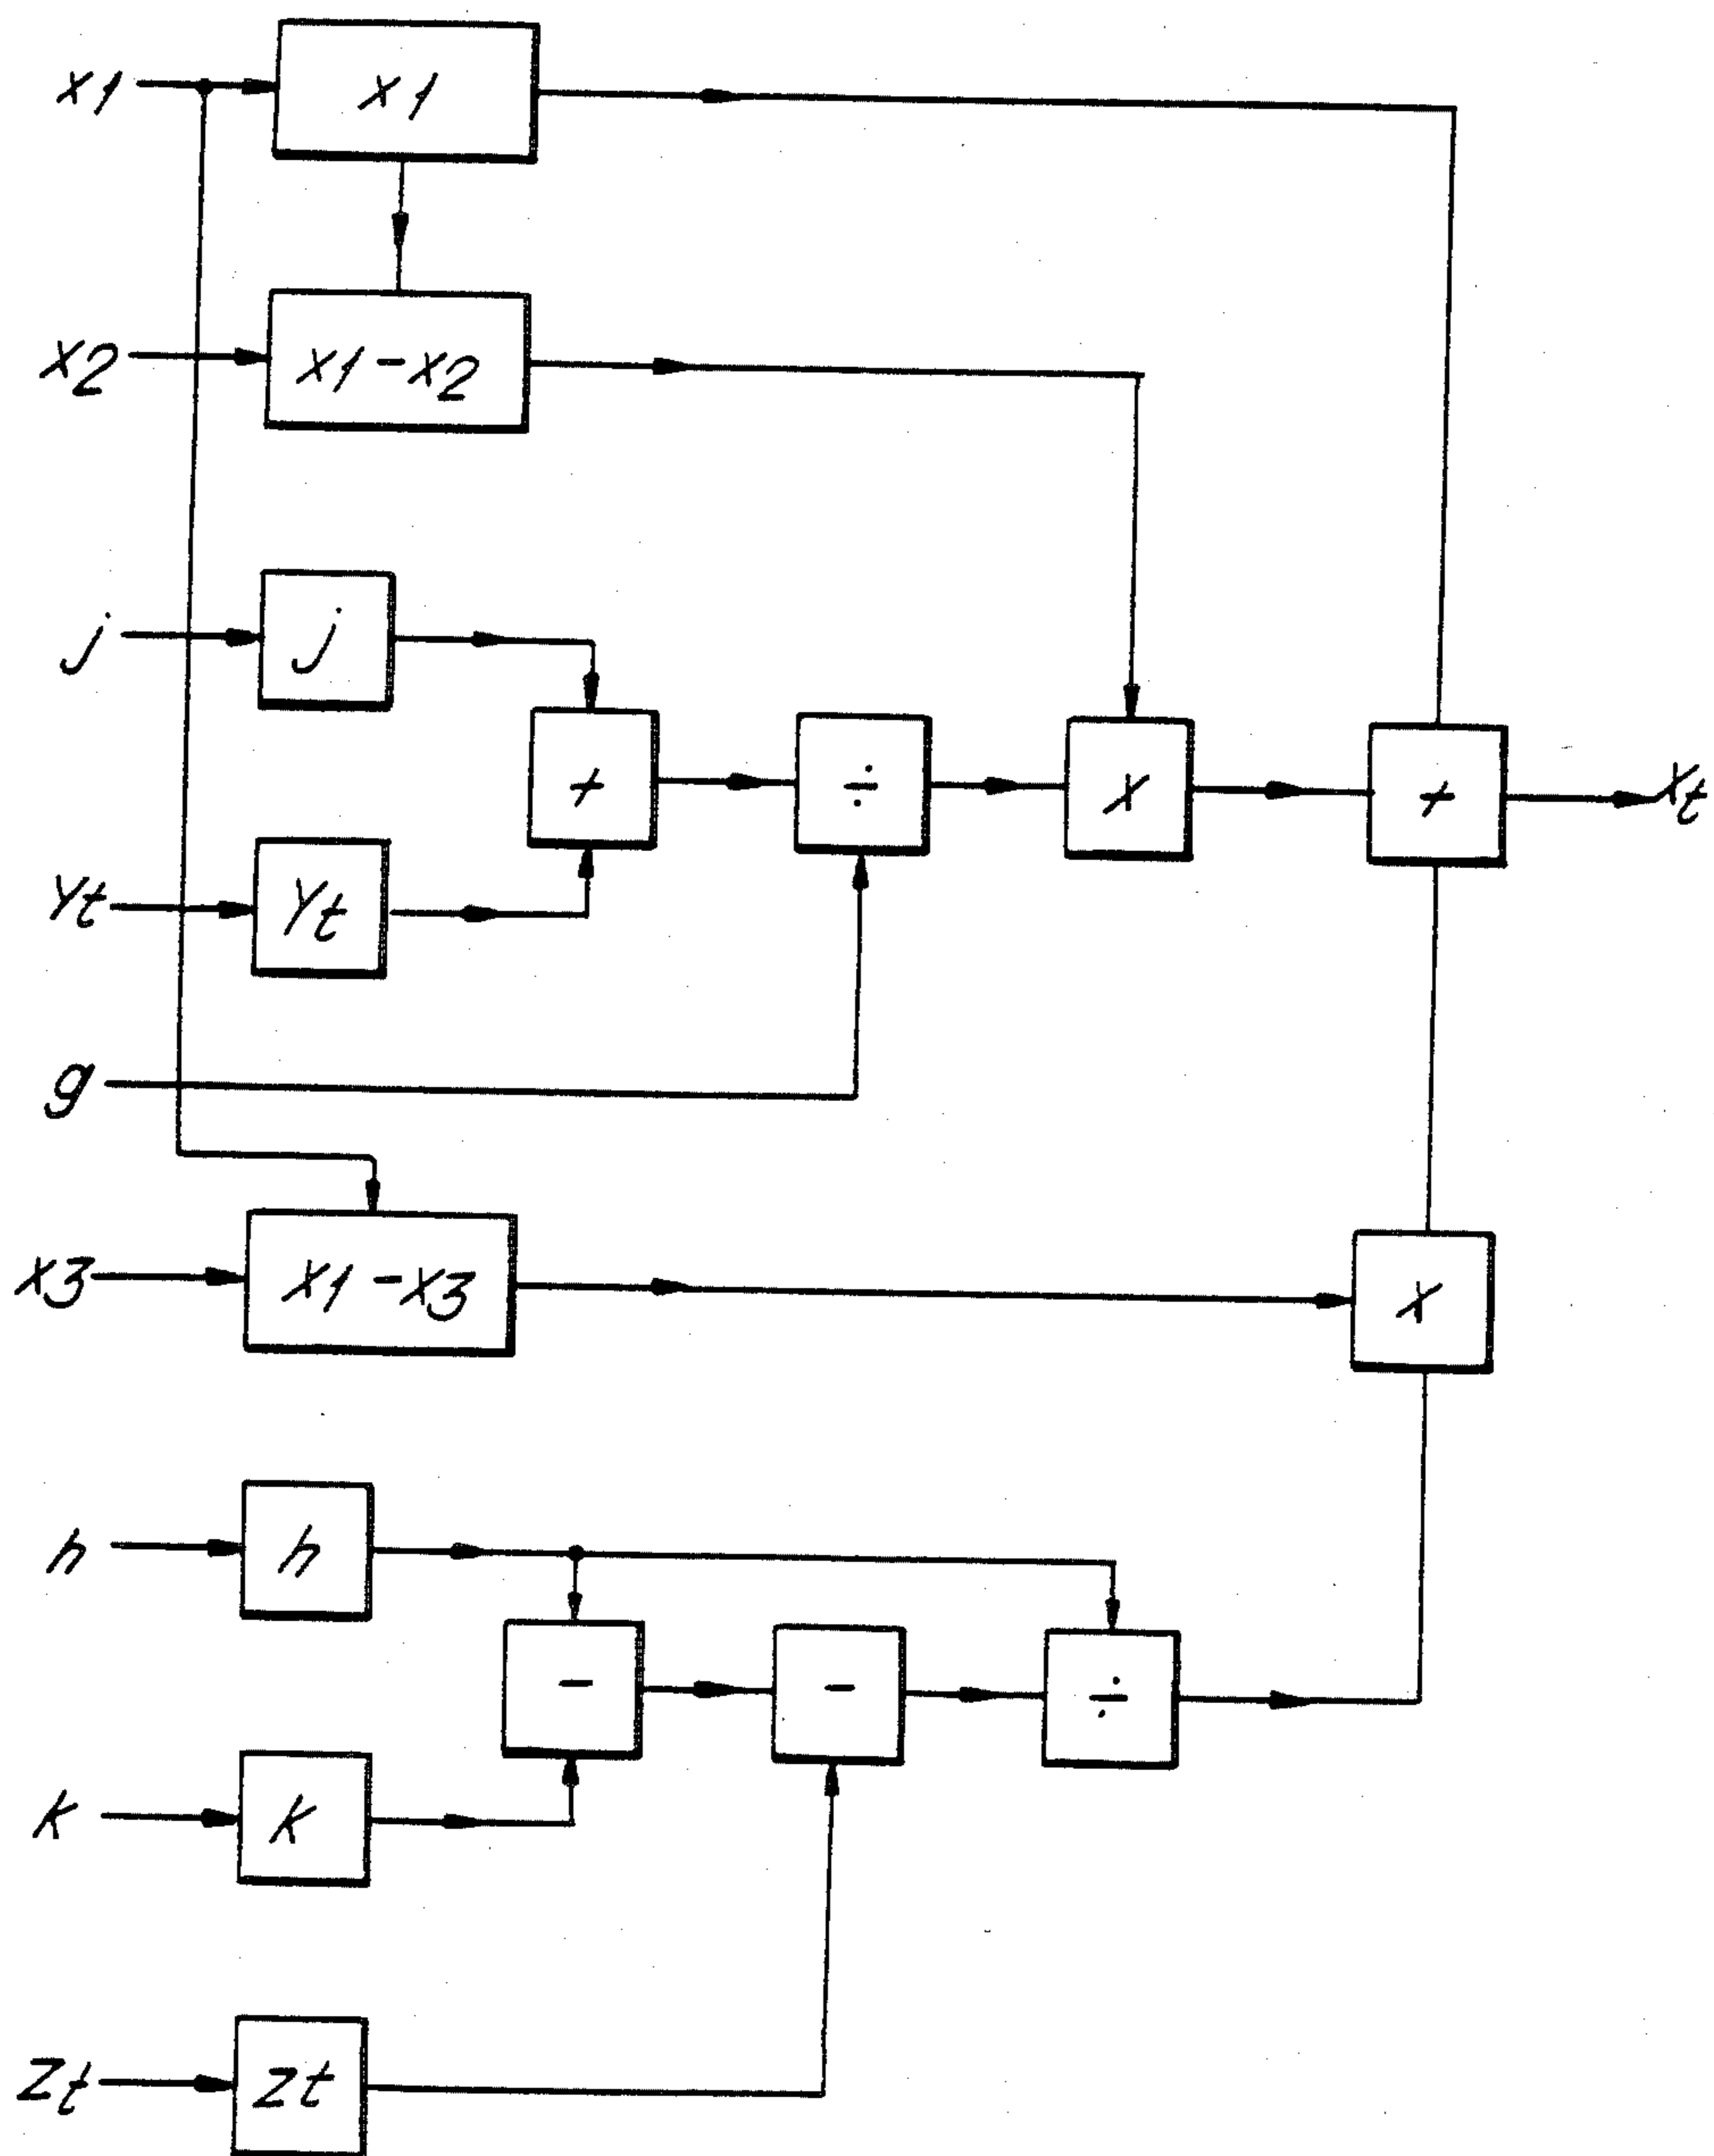 x1 x1
x2 x1-x2
j j
+ ÷ x + Xt
Yt Yt
g
x3 x1-x3 x
h h
- - ÷
k k
Zt Zt